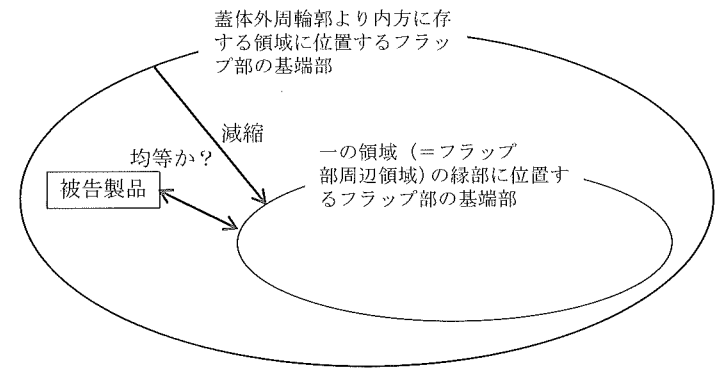 蓋体外周輪郭より内方に存
する領域に位置するフラッ
プ部の基端部
減縮
均等か？
被告製品
一の領域（＝フラップ
部周辺領域）の縁部に位置す
るフラップ部の基端部